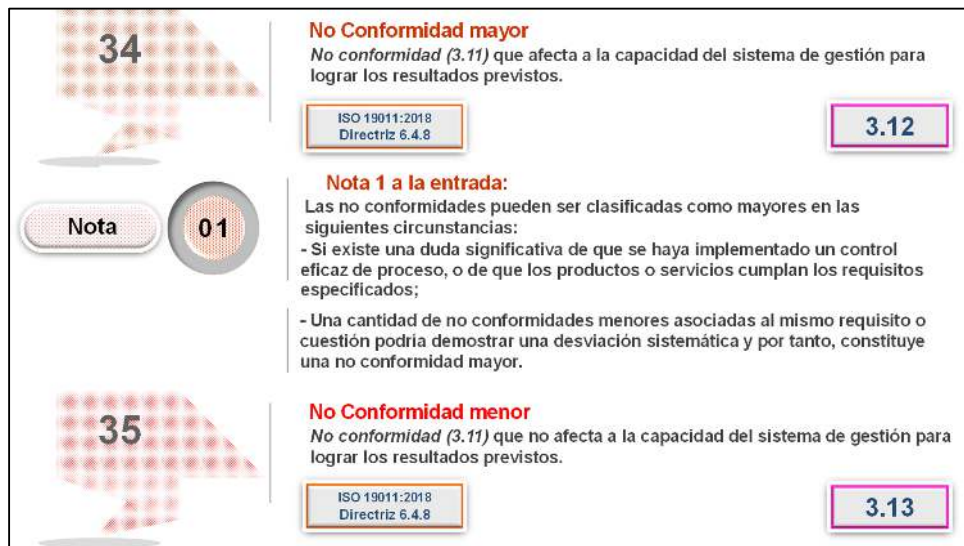 34
No Conformidad mayor
No conformidad (3.11) que afecta a la capacidad del sistema de gestión para
lograr los resultados previstos.
ISO 19011:2018
Directriz 6.4.8
3.12
Nota
01
Nota 1 a la entrada:
Las no conformidades pueden ser clasificadas como mayores en las
siguientes circunstancias:
- Si existe una duda significativa de que se haya implementado un control
eficaz de proceso, o de que los productos o servicios cumplan los requisitos
especificados;
- Una cantidad de no conformidades menores asociadas al mismo requisito o
cuestión podría demostrar una desviación sistemática y por tanto, constituye
una no conformidad mayor.
35
No Conformidad menor
No conformidad (3.11) que no afecta a la capacidad del sistema de gestión para
lograr los resultados previstos.
ISO 19011:2018
Directriz 6.4.8
3.13